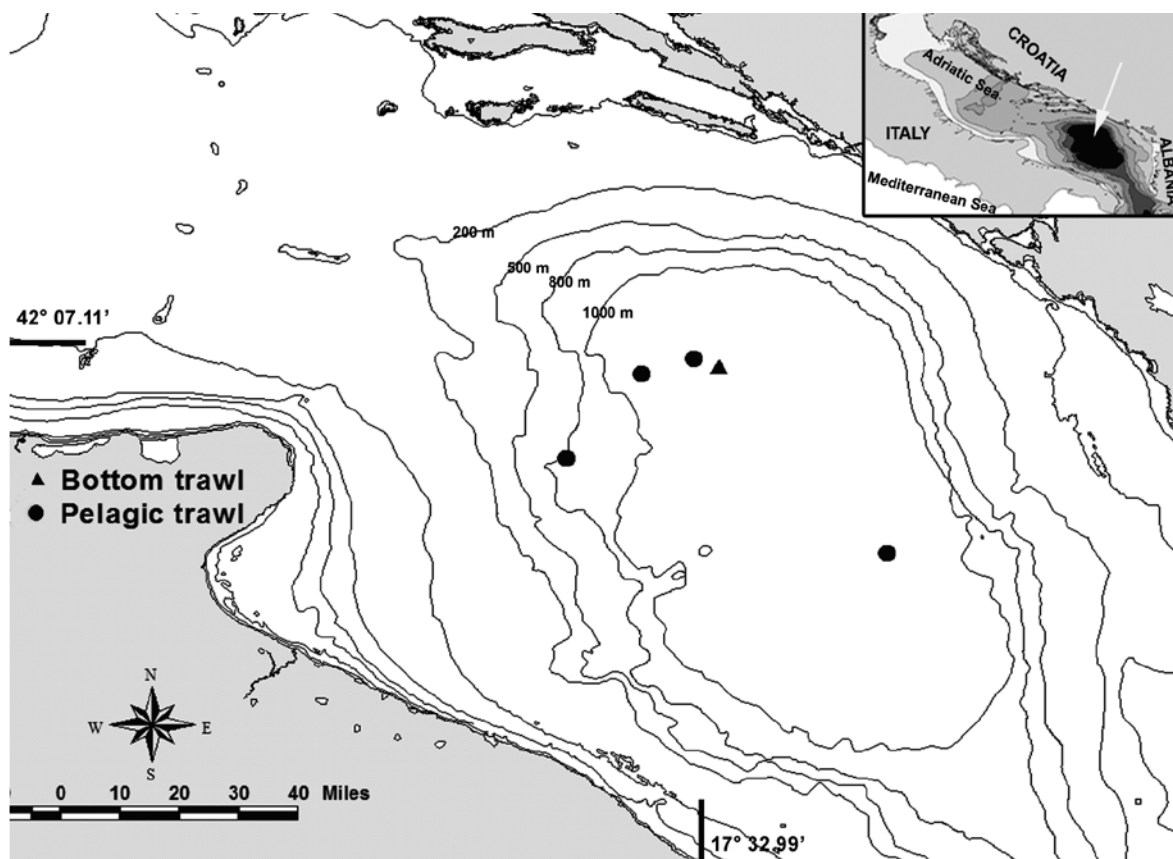 CROATIA
Adriatic Sea
ITALY
ALBANIA
Mediterranean Sea
200 m
500 m
800 m
1000 m
42° 07.11’
Bottom trawl
Pelagic trawl
N
W E
S
0 10 20 30 40 Miles
17° 32.99’